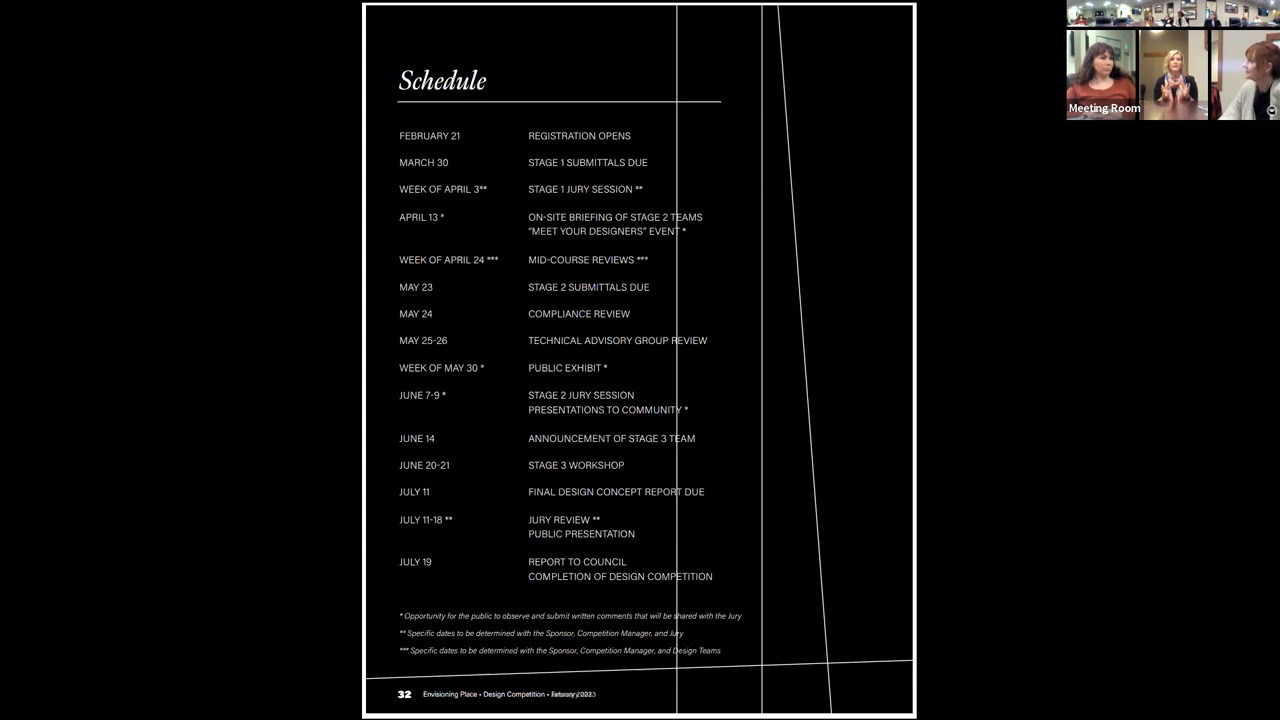 Schedule
FEBRUARY 21 REGISTRATION OPENS
MARCH 30 STAGE 1 SUBMITTALS DUE
WEEK OF APRIL 3** STAGE 1 JURY SESSION **
APRIL 13 * ON-SITE BRIEFING OF STAGE 2 TEAMS
“MEET YOUR DESIGNERS” EVENT *
WEEK OF APRIL 24 *** MID-COURSE REVIEWS ***
MAY 23 STAGE 2 SUBMITTALS DUE
MAY 24 COMPLIANCE REVIEW
MAY 25-26 TECHNICAL ADVISORY GROUP REVIEW
WEEK OF MAY 30 * PUBLIC EXHIBIT *
JUNE 7-9 * STAGE 2 JURY SESSION
PRESENTATIONS TO COMMUNITY *
JUNE 14 ANNOUNCEMENT OF STAGE 3 TEAM
JUNE 20-21 STAGE 3 WORKSHOP
JULY 11 FINAL DESIGN CONCEPT REPORT DUE
JULY 11-18 ** JURY REVIEW **
PUBLIC PRESENTATION
JULY 19 REPORT TO COUNCIL
COMPLETION OF DESIGN COMPETITION
* Opportunity for the public to observe and submit written comments that will be shared with the Jury
** Specific dates to be determined with the Sponsor, Competition Manager, and Jury
*** Specific dates to be determined with the Sponsor, Competition Manager, and Design Teams
32 Envisioning Place • Design Competition •
Meeting Room